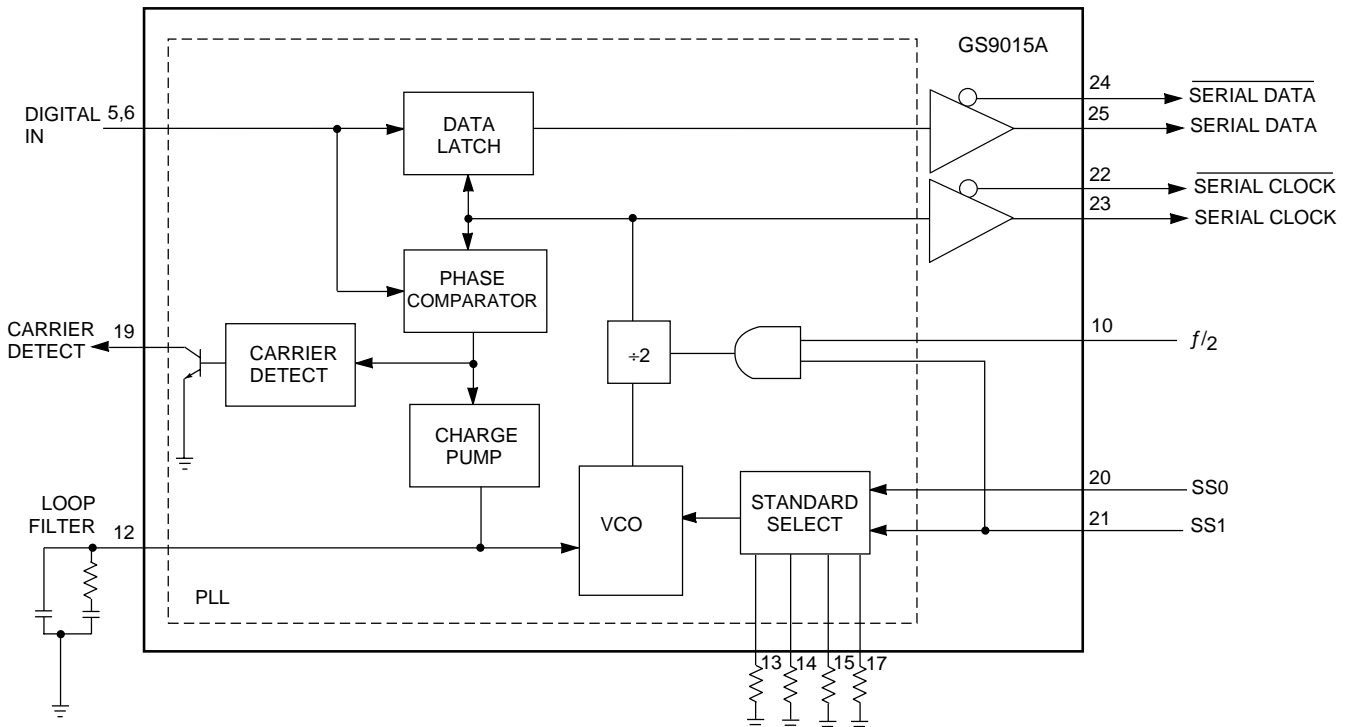 GS9015A
24
SERIAL DATA
DIGITAL
IN
5,6
DATA
LATCH
25
SERIAL DATA
22
SERIAL CLOCK
23
SERIAL CLOCK
PHASE
COMPARATOR
CARRIER
DETECT
19
CARRIER
DETECT
÷2
10
ƒ/2
CHARGE
PUMP
LOOP
FILTER
12
VCO
STANDARD
SELECT
20
SS0
21
SS1
PLL
13
14
15
17